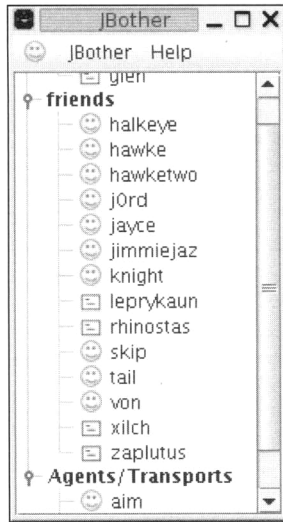 JBother
JBother Help
glen
friends
halkeye
hawke
hawketwo
j0rd
jayce
jimmiejaz
knight
leprykaun
rhinostas
skip
tail
von
xilch
zaplutus
Agents/Transports
aim